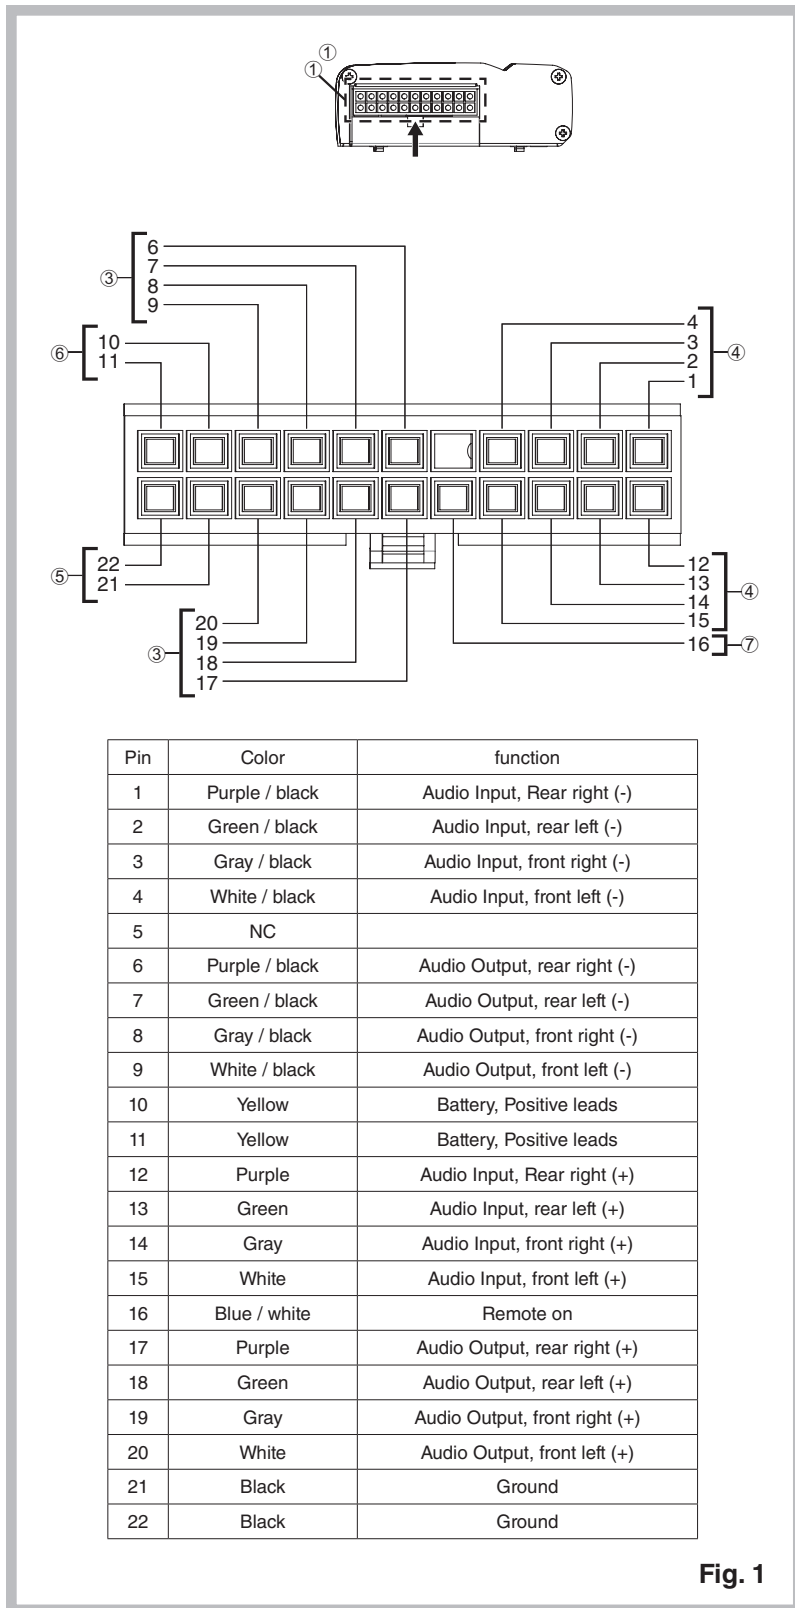 ①
①
6
7
③
8
9
10
⑥
11
4
3
④
2
1
22
⑤
21
12
13
④
14
15
20
19
③
18
17
16
⑦
Pin Color function
1 Purple / black Audio Input, Rear right (-)
2 Green / black Audio Input, rear left (-)
3 Gray / black Audio Input, front right (-)
4 White / black Audio Input, front left (-)
5 NC
6 Purple / black Audio Output, rear right (-)
7 Green / black Audio Output, rear left (-)
8 Gray / black Audio Output, front right (-)
9 White / black Audio Output, front left (-)
10 Yellow Battery, Positive leads
11 Yellow Battery, Positive leads
12 Purple Audio Input, Rear right (+)
13 Green Audio Input, rear left (+)
14 Gray Audio Input, front right (+)
15 White Audio Input, front left (+)
16 Blue / white Remote on
17 Purple Audio Output, rear right (+)
18 Green Audio Output, rear left (+)
19 Gray Audio Output, front right (+)
20 White Audio Output, front left (+)
21 Black Ground
22 Black Ground
Fig. 1